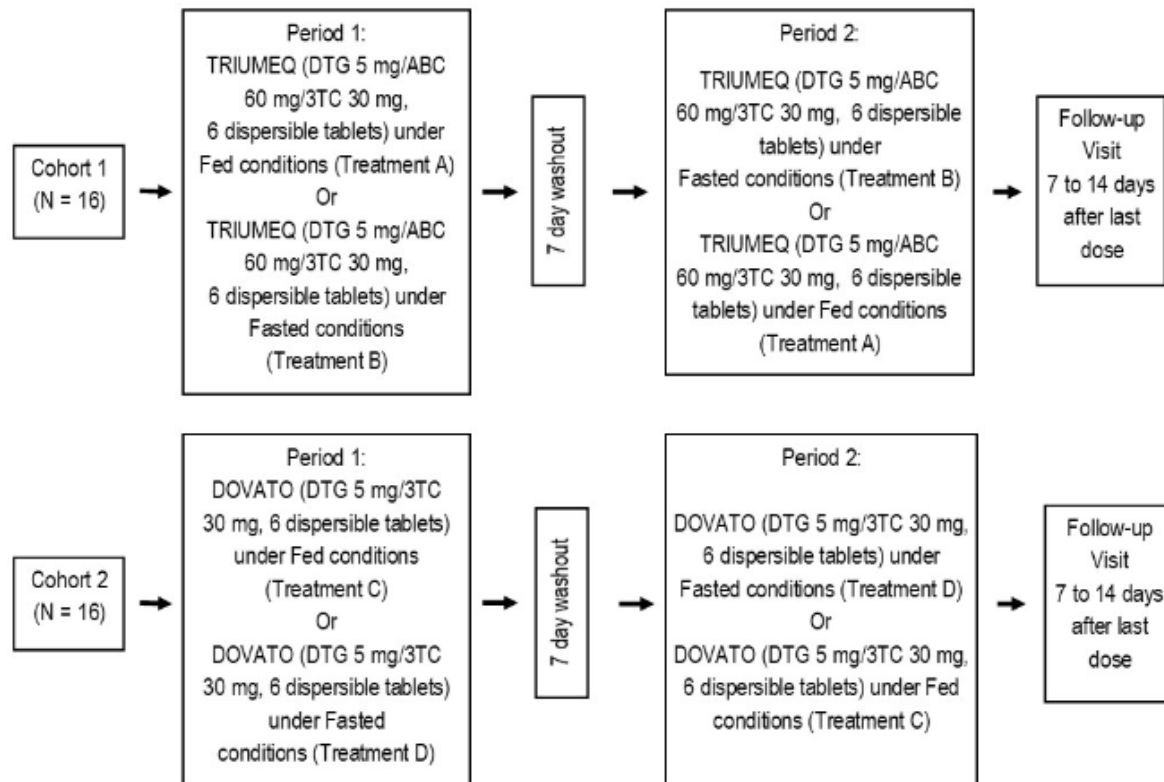 Cohort 1
(N = 16)
Period 1:
TRIUMEQ (DTG 5 mg/ABC
60 mg/3TC 30 mg,
6 dispersible tablets) under
Fed conditions (Treatment A)
Or
TRIUMEQ (DTG 5 mg/ABC
60 mg/3TC 30 mg,
6 dispersible tablets) under
Fasted conditions
(Treatment B)
7 day washout
Period 2:
TRIUMEQ (DTG 5 mg/ABC
60 mg/3TC 30 mg, 6 dispersible
tablets) under
Fasted conditions (Treatment B)
Or
TRIUMEQ (DTG 5 mg/ABC
60 mg/3TC 30 mg, 6 dispersible
tablets) under Fed conditions
(Treatment A)
Follow-up
Visit
7 to 14 days
after last
dose
Cohort 2
(N = 16)
Period 1:
DOVATO (DTG 5 mg/3TC
30 mg, 6 dispersible tablets)
under Fed conditions
(Treatment C)
Or
DOVATO (DTG 5 mg/3TC
30 mg, 6 dispersible tablets)
under Fasted
conditions (Treatment D)
7 day washout
Period 2:
DOVATO (DTG 5 mg/3TC 30 mg,
6 dispersible tablets) under
Fasted conditions (Treatment D)
Or
DOVATO (DTG 5 mg/3TC 30 mg,
6 dispersible tablets) under Fed
conditions (Treatment C)
Follow-up
Visit
7 to 14 days
after last
dose